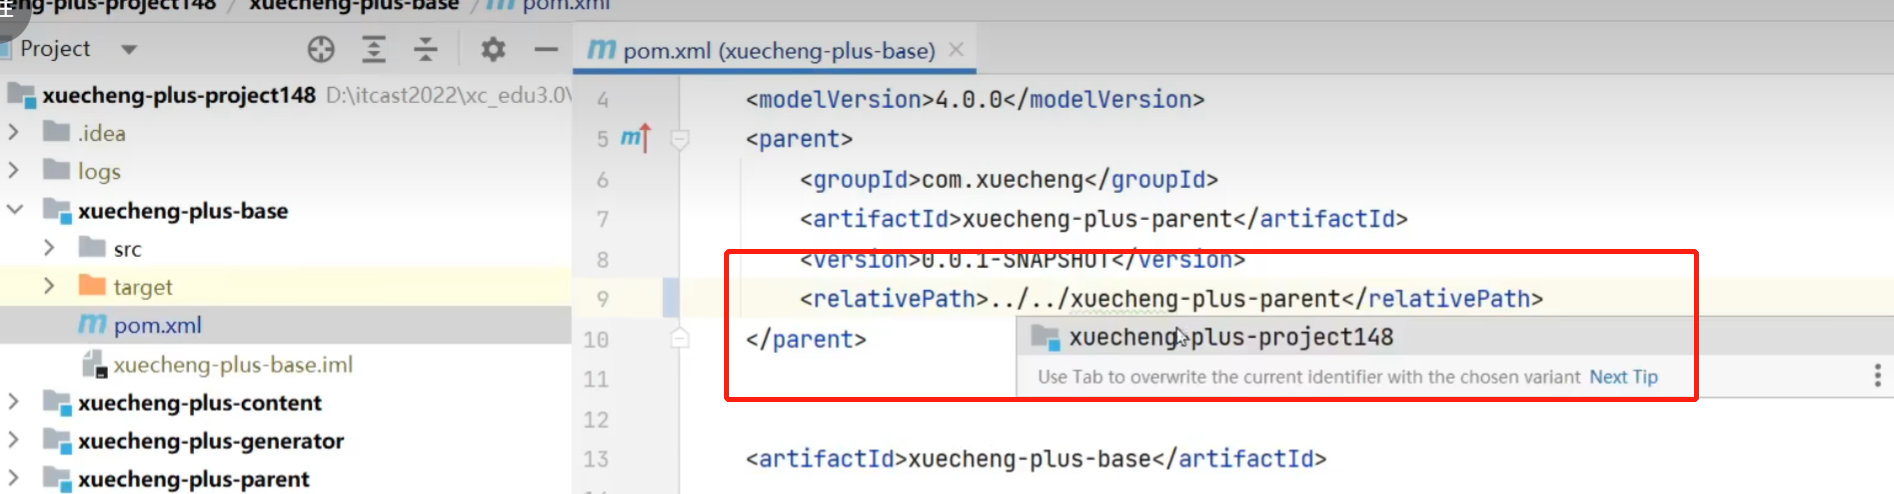 eng-plus-project148 / xuecheng-plus-base / pom.xml
Project
pom.xml (xuecheng-plus-base)
xuecheng-plus-project148 D:\itcast2022\xc_edu3.0\
.idea
logs
xuecheng-plus-base
src
target
pom.xml
xuecheng-plus-base.iml
xuecheng-plus-content
xuecheng-plus-generator
xuecheng-plus-parent
4 <modelVersion>4.0.0</modelVersion>
5 <parent>
6 <groupId>com.xuecheng</groupId>
7 <artifactId>xuecheng-plus-parent</artifactId>
8 <version>0.0.1-SNAPSHOT</version>
9 <relativePath>../../xuecheng-plus-parent</relativePath>
10 </parent>
xuecheng-plus-project148
Use Tab to overwrite the current identifier with the chosen variant Next Tip
11
12
13 <artifactId>xuecheng-plus-base</artifactId>